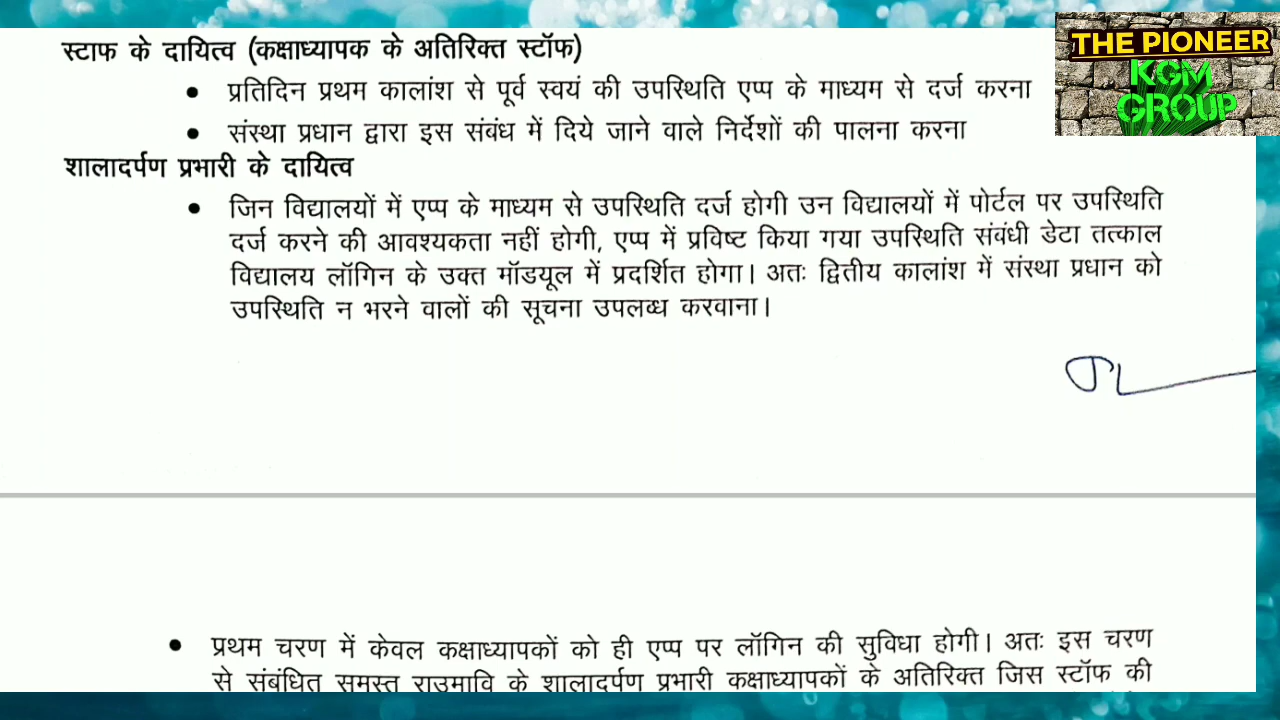 स्टाफ के दायित्व (कक्षाध्यापक के अतिरिक्त स्टॉफ)
THE PIONEER
KGM
GROUP
• प्रतिदिन प्रथम कालांश से पूर्व स्वयं की उपस्थिति एप्प के माध्यम से दर्ज करना
• संस्था प्रधान द्वारा इस संबंध में दिये जाने वाले निर्देशों की पालना करना
शालादर्पण प्रभारी के दायित्व
• जिन विद्यालयों में एप्प के माध्यम से उपस्थिति दर्ज होगी उन विद्यालयों में पोर्टल पर उपस्थिति
दर्ज करने की आवश्यकता नहीं होगी, एप्प में प्रविष्ट किया गया उपस्थिति संबंधी डेटा तत्काल
विद्यालय लॉगिन के उक्त मॉडयूल में प्रदर्शित होगा। अतः द्वितीय कालांश में संस्था प्रधान को
उपस्थिति न भरने वालों की सूचना उपलब्ध करवाना।
• प्रथम चरण में केवल कक्षाध्यापकों को ही एप्प पर लॉगिन की सुविधा होगी। अतः इस चरण
से संबंधित समस्त राउमावि के शालादर्पण प्रभारी कक्षाध्यापकों के अतिरिक्त जिस स्टॉफ की